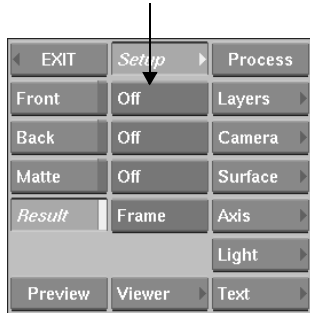 EXIT Setup Process
Front Off Layers
Back Off Camera
Matte Off Surface
Result Frame Axis
Light
Preview Viewer Text